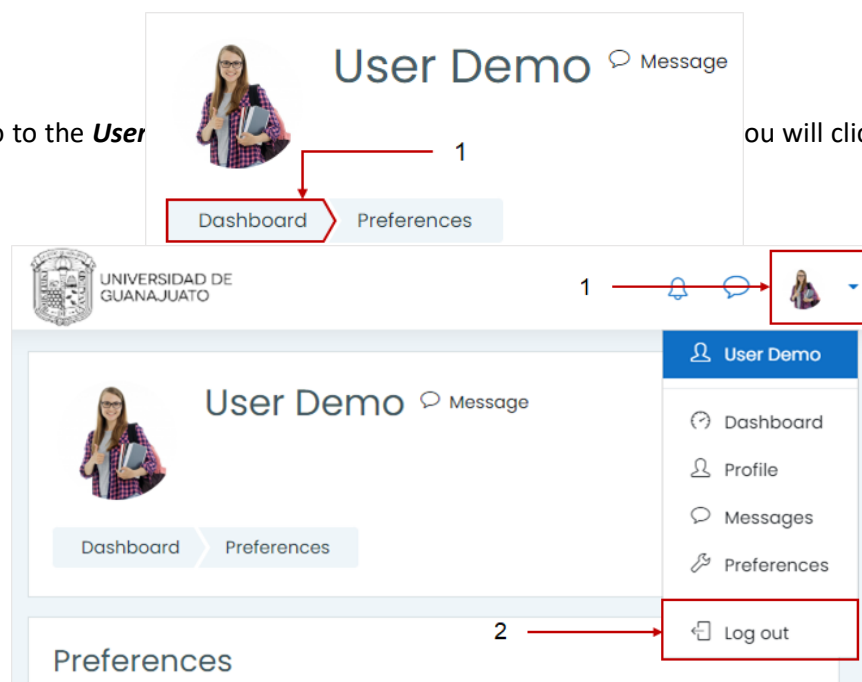 User Demo Message
to the User
ou will
1
Dashboard Preferences
UNIVERSIDAD DE
GUANAJUATO
1
User Demo
User Demo Message
Dashboard
Profile
Messages
Dashboard Preferences
Preferences
2
Log out
Preferences